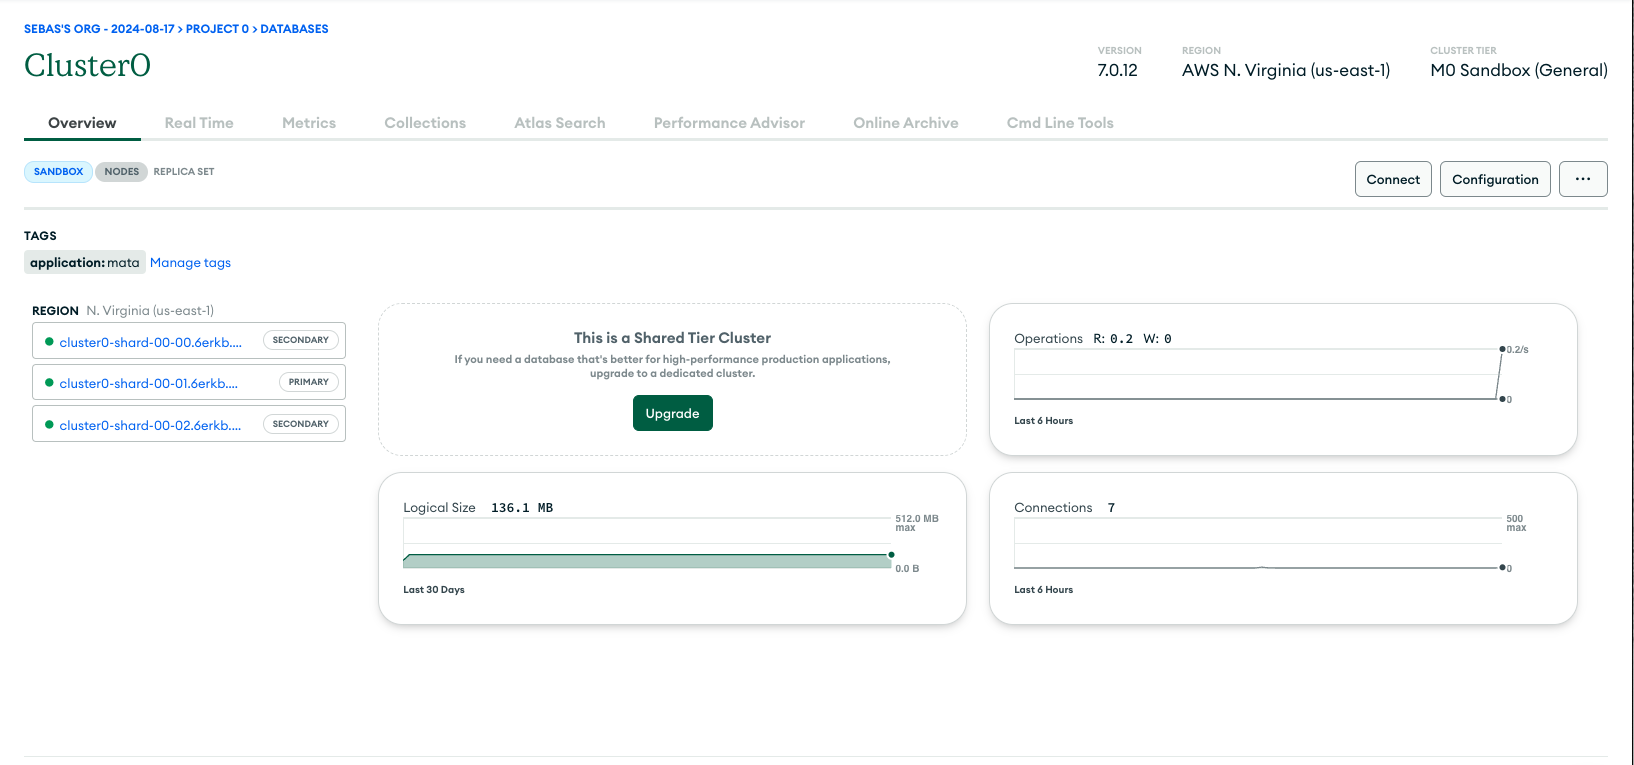 SEBAS'S ORG - 2024-08-17 > PROJECT 0 > DATABASES
Cluster0
VERSION
7.0.12
REGION
AWS N. Virginia (us-east-1)
CLUSTER TIER
M0 Sandbox (General)
Overview Real Time Metrics Collections Atlas Search Performance Advisor Online Archive Cmd Line Tools
SANDBOX NODES REPLICA SET
Connect Configuration ...
TAGS
application: mata Manage tags
REGION N. Virginia (us-east-1)
cluster0-shard-00-00.6erkb.... SECONDARY
cluster0-shard-00-01.6erkb.... PRIMARY
cluster0-shard-00-02.6erkb.... SECONDARY
This is a Shared Tier Cluster
If you need a database that's better for high-performance production applications,
upgrade to a dedicated cluster.
Upgrade
Operations R: 0.2 W: 0
0.2/s
0
Last 6 Hours
Logical Size 136.1 MB
512.0 MB
max
0.0 B
Last 30 Days
Connections 7
500
max
0
Last 6 Hours